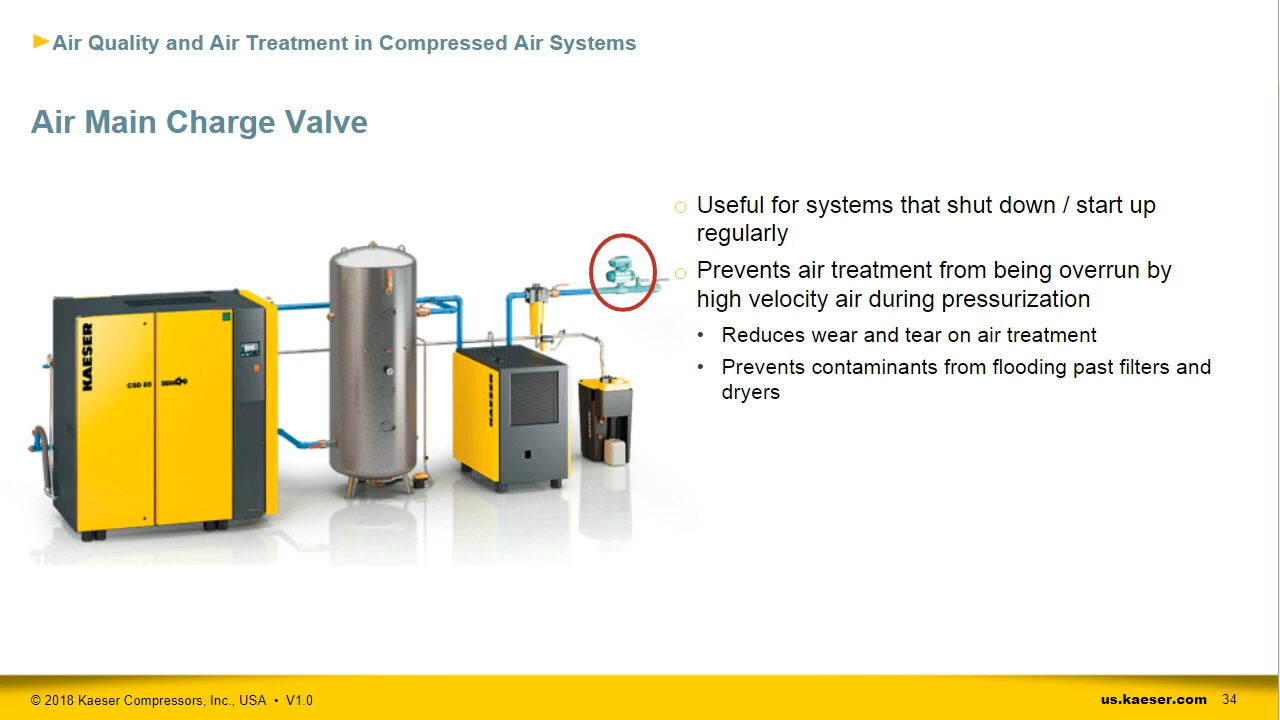 Air Quality and Air Treatment in Compressed Air Systems
Air Main Charge Valve
Useful for systems that shut down / start up
regularly
Prevents air treatment from being overrun by
high velocity air during pressurization
• Reduces wear and tear on air treatment
• Prevents contaminants from flooding past filters and
dryers
KAESER
CSD 85
KAESER
© 2018 Kaeser Compressors, Inc., USA • V1.0
us.kaeser.com 34